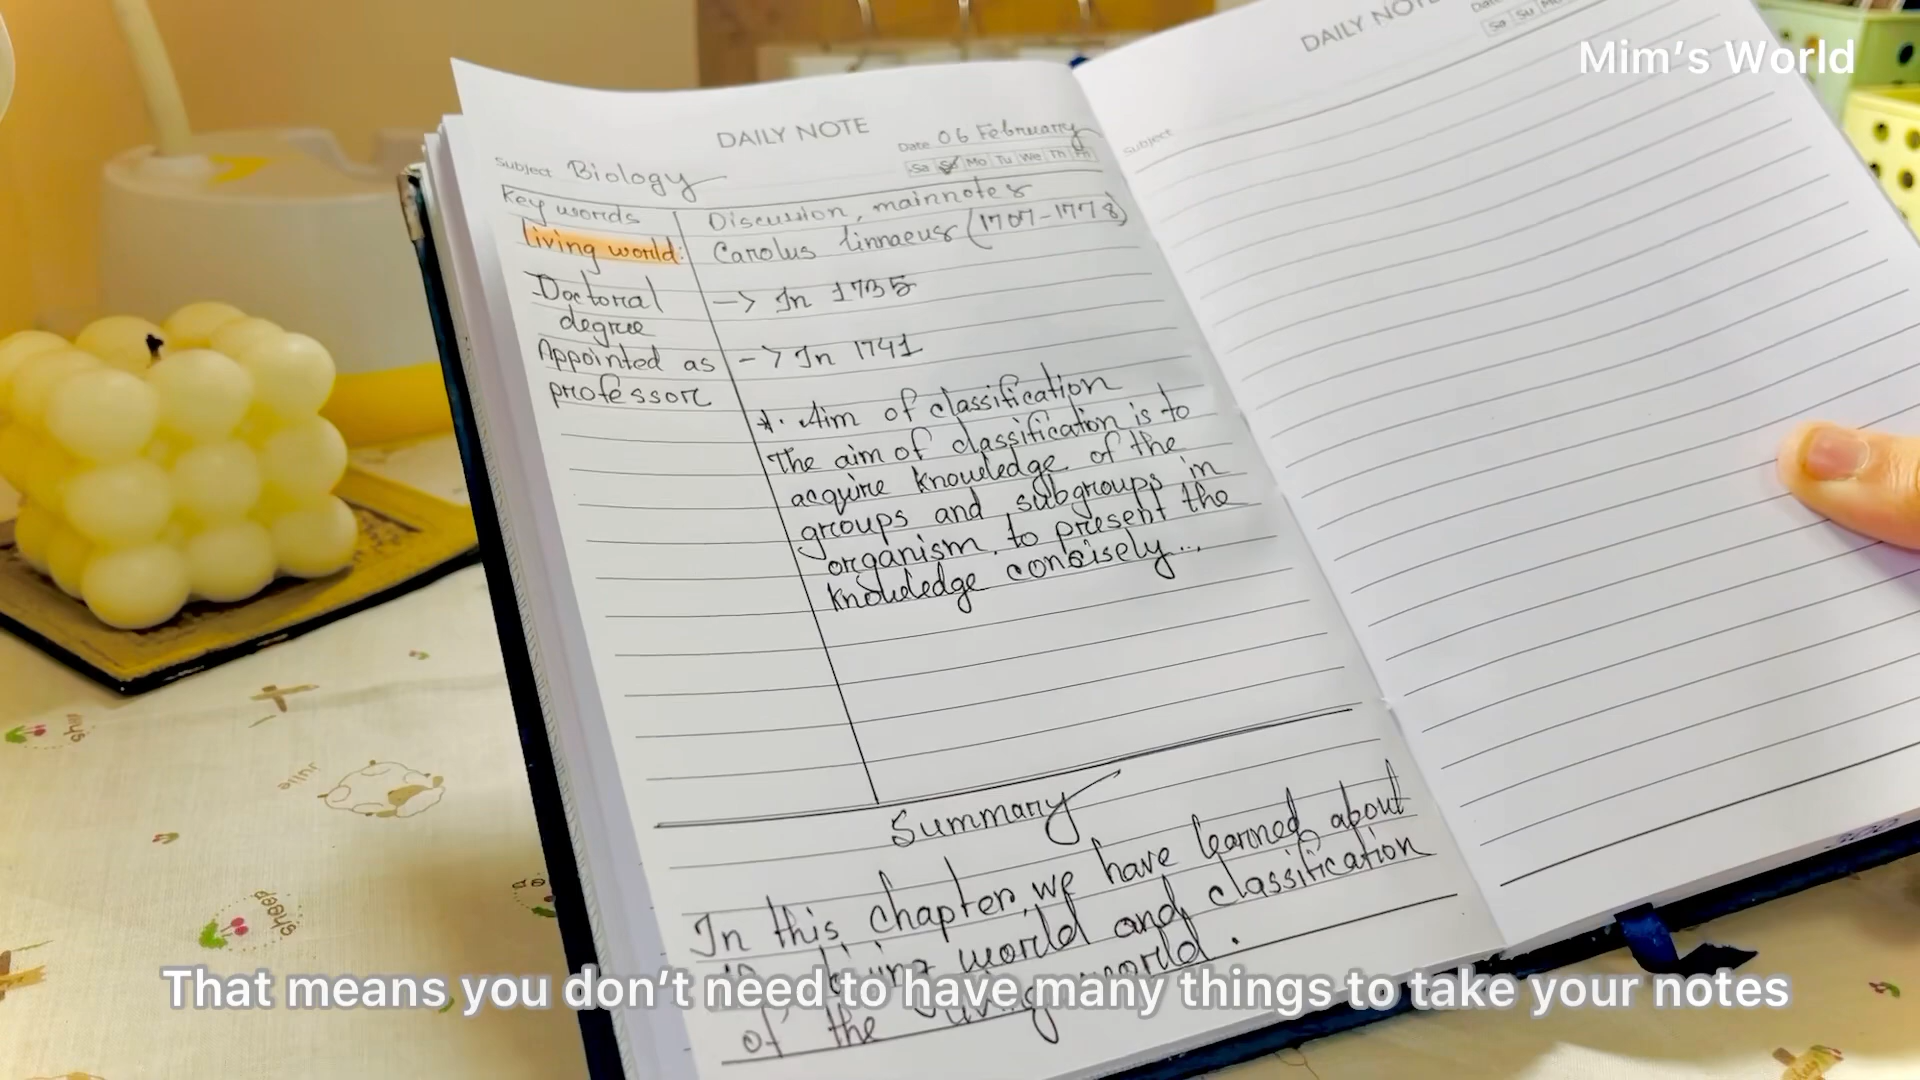 Mim's World
DAILY NOTE
Date 06 February
Sa Su Mo Tu We Th Fri
Subject Biology
Key words
Discussion, mainnotes
living world:
Carolus linnaeus (1707-1778)
Doctoral
degree
-> In 1735
Appointed as
professor
-> In 1741
*. Aim of classification
The aim of classification is to
acquire knowledge of the
groups and subgroups in
organism. to present the
knowledge consisely...
Summary
In this chapter, we have learned about
living world and classification
of the living world.
DAILY NOTE
Date
Sa Su Mo
Subject
That means you don't need to have many things to take your notes
sheep
julie